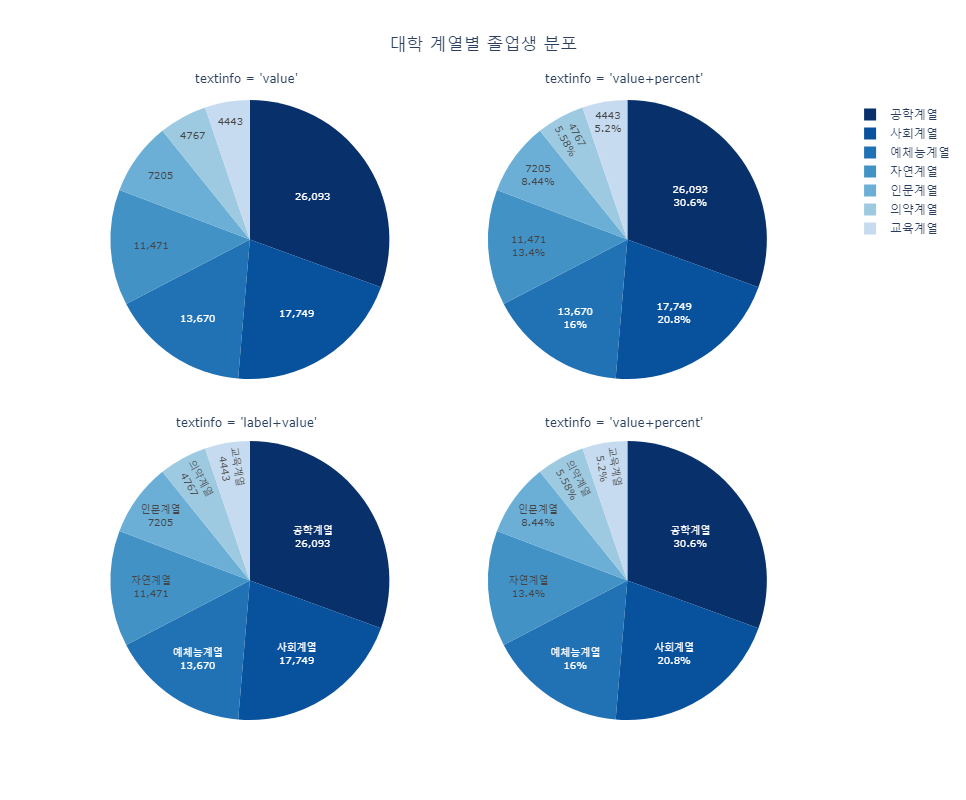 대학 계열별 졸업생 분포
textinfo = 'value'
4443
4767
7205
26,093
11,471
13,670
17,749
textinfo = 'value+percent'
4443
5.2%
4767
5.58%
7205
8.44%
26,093
30.6%
11,471
13.4%
13,670
16%
17,749
20.8%
공학계열
사회계열
예체능계열
자연계열
인문계열
의약계열
교육계열
textinfo = 'label+value'
교육계열
4443
의약계열
4767
인문계열
7205
공학계열
26,093
자연계열
11,471
예체능계열
13,670
사회계열
17,749
textinfo = 'value+percent'
교육계열
5.2%
의약계열
5.58%
인문계열
8.44%
공학계열
30.6%
자연계열
13.4%
예체능계열
16%
사회계열
20.8%